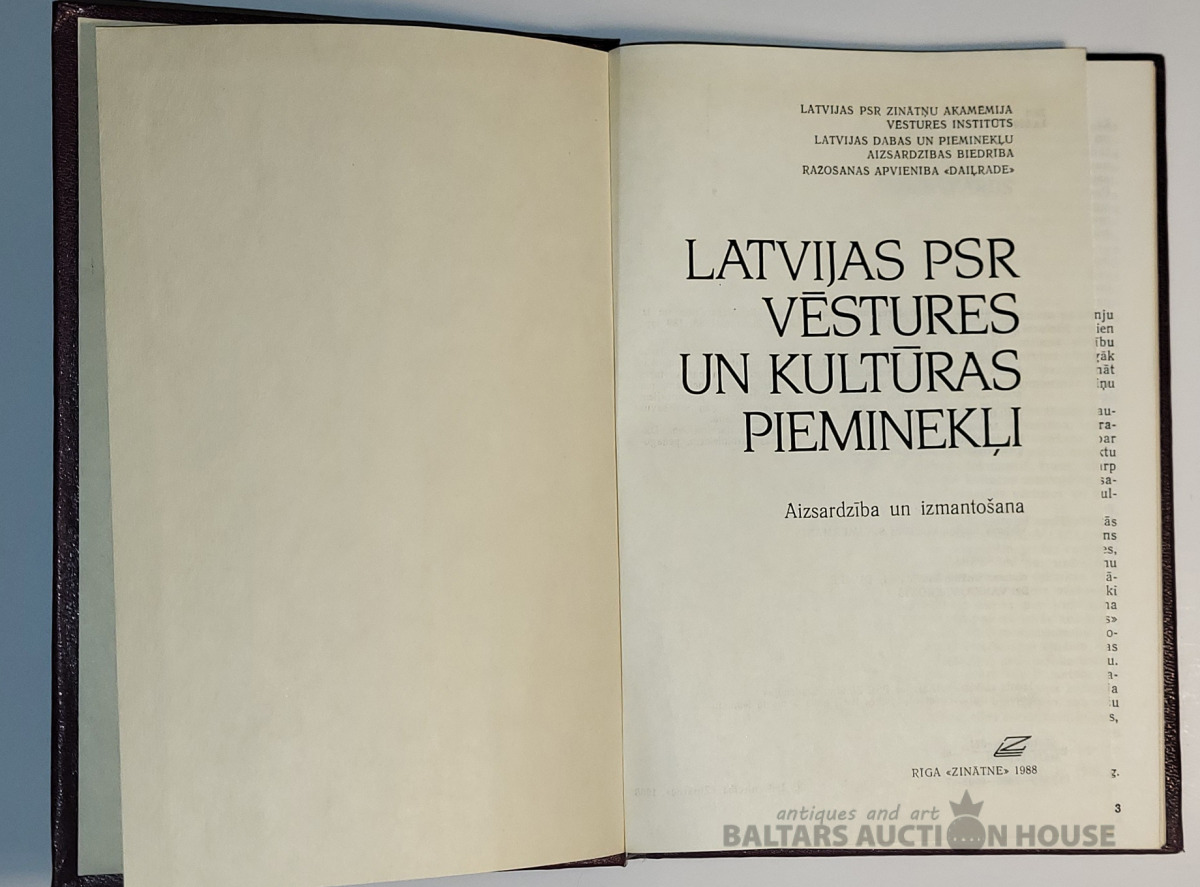 LATVIJAS PSR ZINĀTŅU AKAMĒMIJA
VĒSTURES INSTITŪTS
LATVIJAS DABAS UN PIEMINEKĻU
AIZSARDZĪBAS BIEDRĪBA
RAŽOŠANAS APVIENĪBA «DAIĻRADE»
LATVIJAS PSR
VĒSTURES
UN KULTŪRAS
PIEMINEKĻI
Aizsardzība un izmantošana
RĪGA «ZINĀTNE» 1988
3
antiques and art
BALTARS AUCTION HOUSE